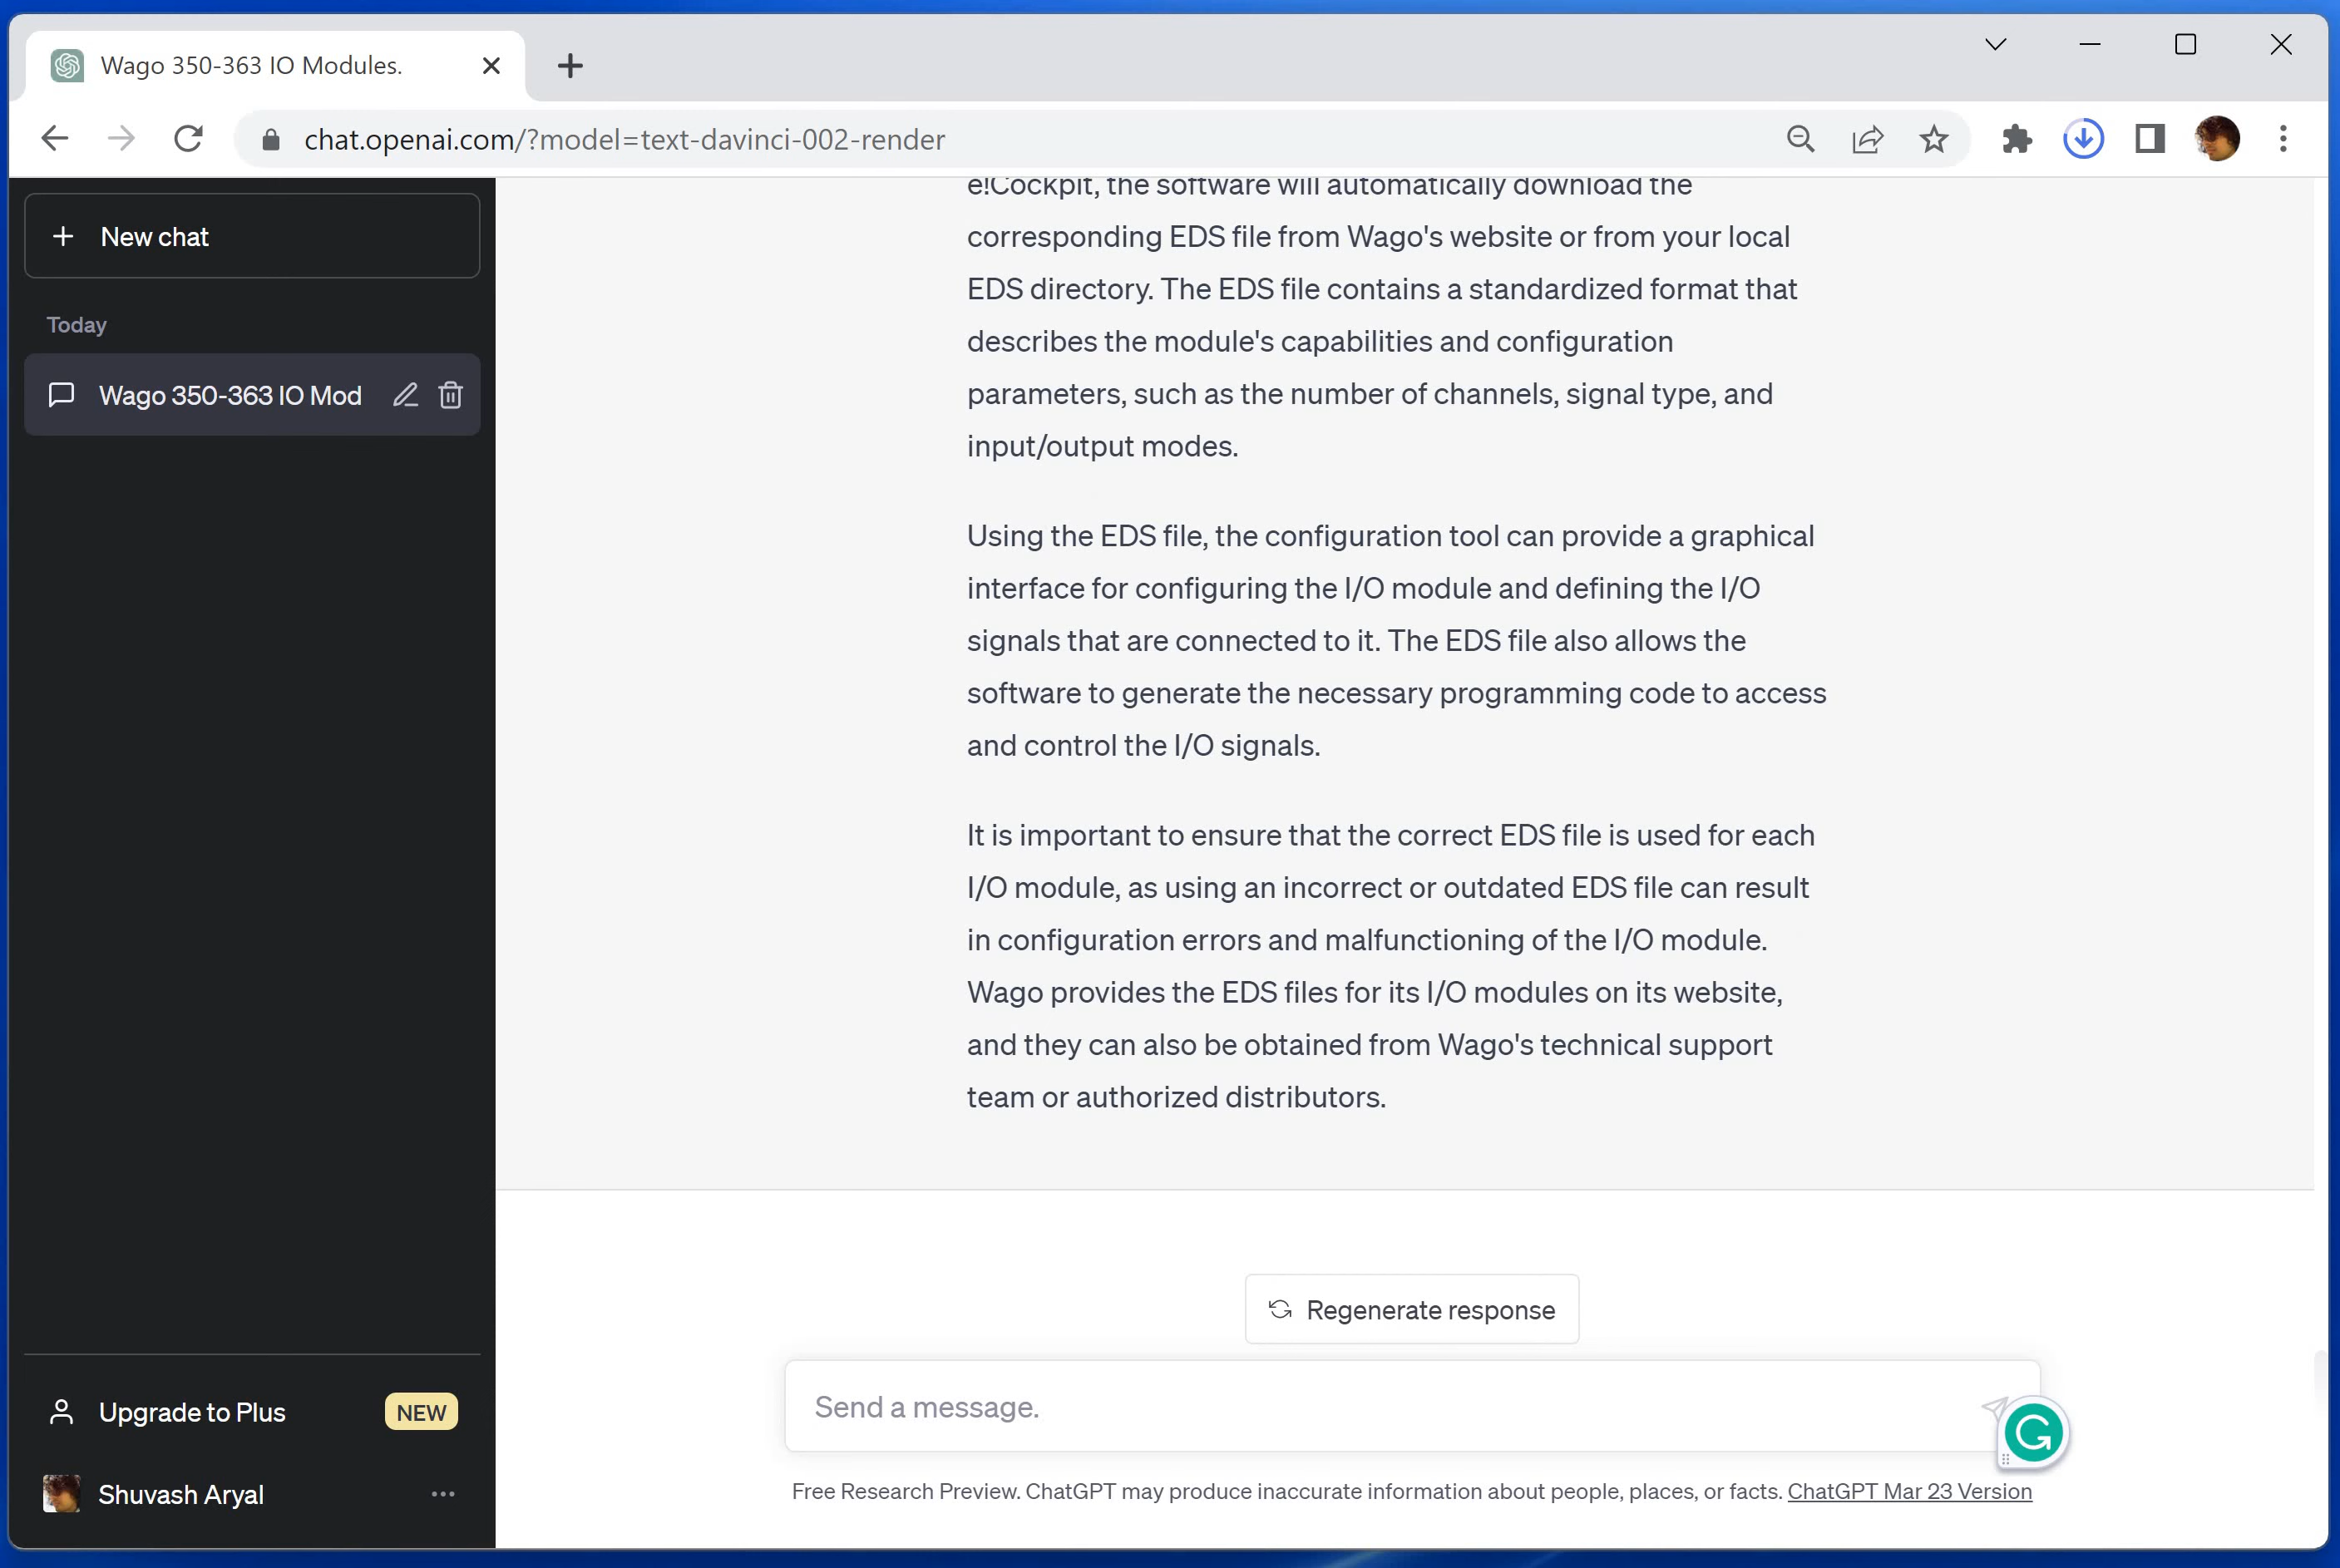 Wago 350-363 IO Modules.
chat.openai.com/?model=text-davinci-002-render
New chat
Today
Wago 350-363 IO Mod
Upgrade to Plus
NEW
Shuvash Aryal
e!Cockpit, the software will automatically download the
corresponding EDS file from Wago's website or from your local
EDS directory. The EDS file contains a standardized format that
describes the module's capabilities and configuration
parameters, such as the number of channels, signal type, and
input/output modes.
Using the EDS file, the configuration tool can provide a graphical
interface for configuring the I/O module and defining the I/O
signals that are connected to it. The EDS file also allows the
software to generate the necessary programming code to access
and control the I/O signals.
It is important to ensure that the correct EDS file is used for each
I/O module, as using an incorrect or outdated EDS file can result
in configuration errors and malfunctioning of the I/O module.
Wago provides the EDS files for its I/O modules on its website,
and they can also be obtained from Wago's technical support
team or authorized distributors.
Regenerate response
Send a message.
Free Research Preview. ChatGPT may produce inaccurate information about people, places, or facts. ChatGPT Mar 23 Version